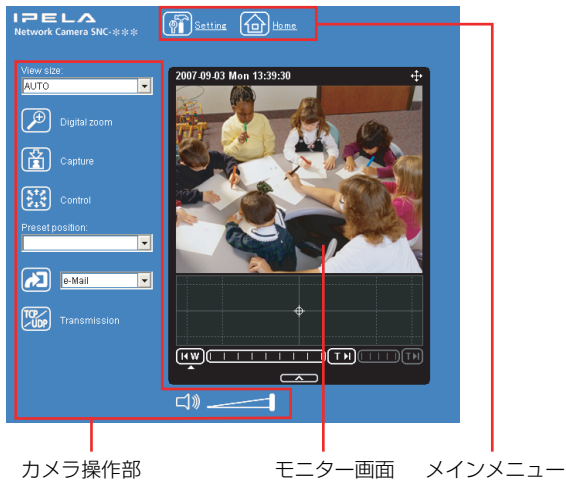 IPELA
Network Camera SNC-✽✽✽
Setting
Home
View size:
AUTO
Digital zoom
Capture
Control
Preset position:
e-Mail
TCP/UDP
Transmission
2007-09-03 Mon 13:39:30
W
T
T
カメラ操作部
モニター画面
メインメニュー